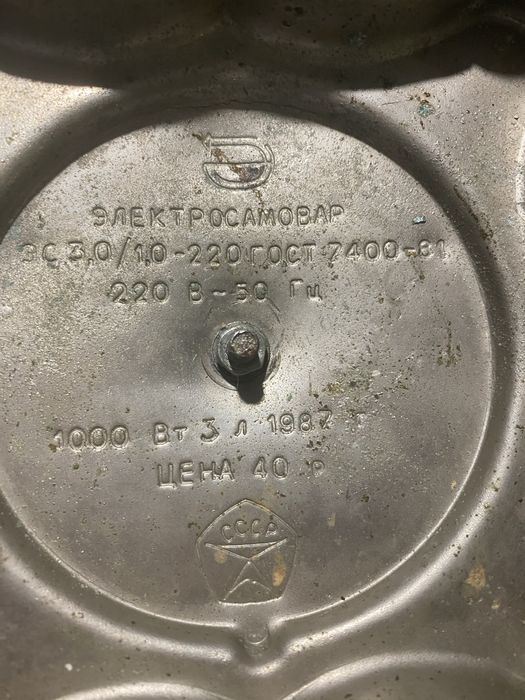 ЭЛЕКТРОСАМОВАР
ЭС 3,0/1,0-220 ГОСТ 7400-81
220 В-50 Гц
1000 Вт 3 л 1987 г
ЦЕНА 40 р
СССР